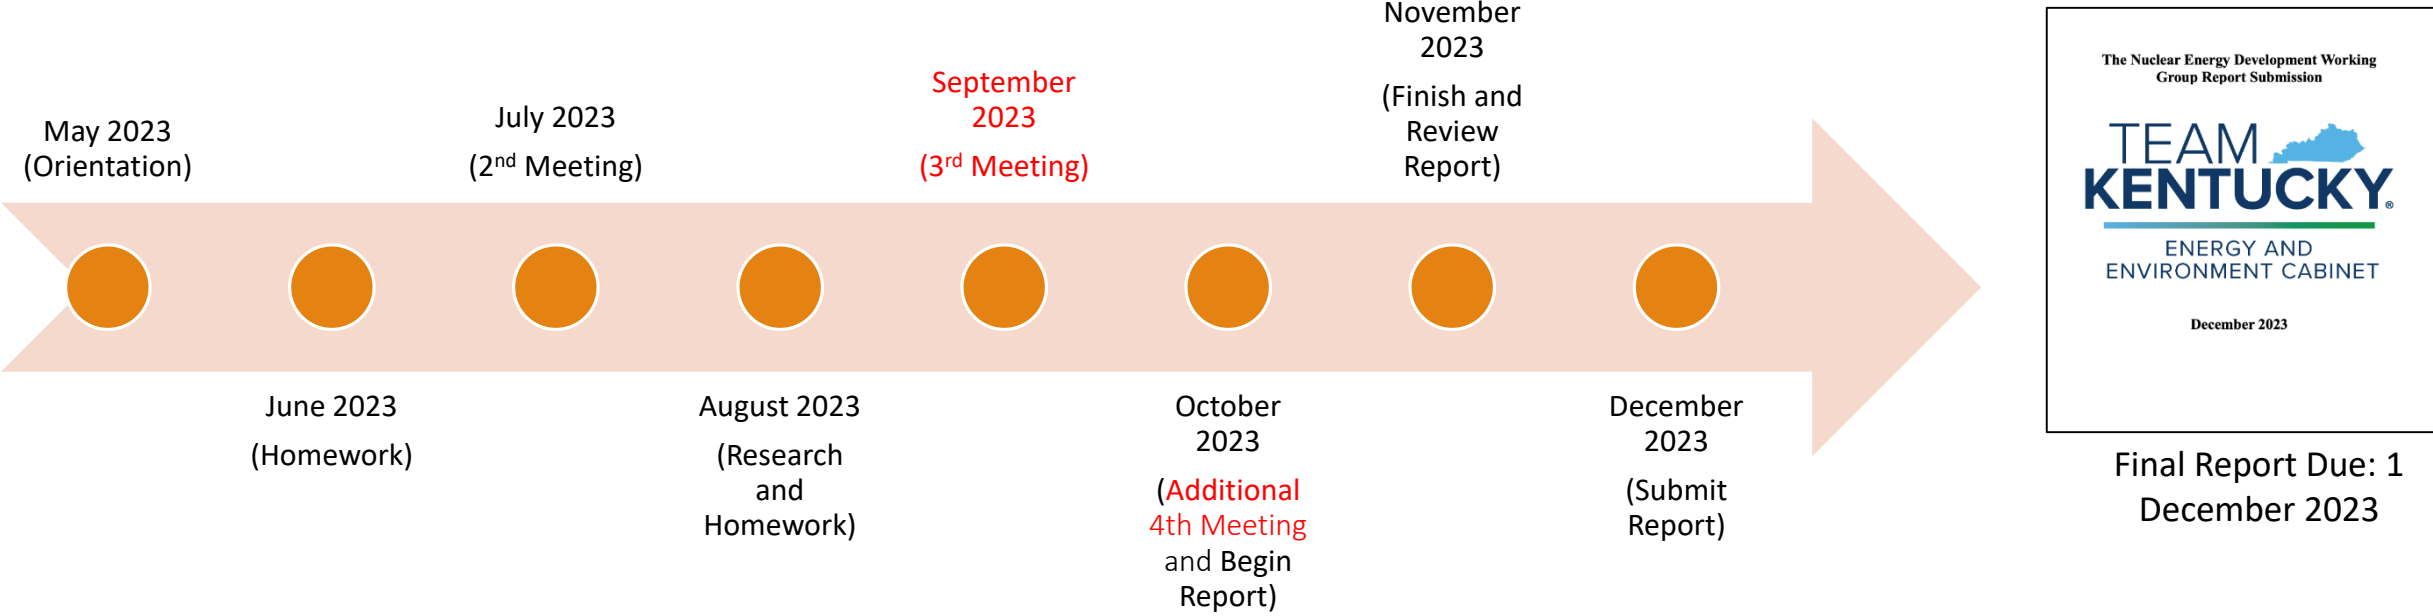 May 2023
(Orientation)
June 2023
(Homework)
July 2023
(2nd Meeting)
August 2023
(Research
and
Homework)
September
2023
(3rd Meeting)
October
2023
(Additional
4th Meeting
and Begin
Report)
November
2023
(Finish and
Review
Report)
December
2023
(Submit
Report)
The Nuclear Energy Development Working
Group Report Submission
TEAM
KENTUCKY®
ENERGY AND
ENVIRONMENT CABINET
December 2023
Final Report Due: 1
December 2023